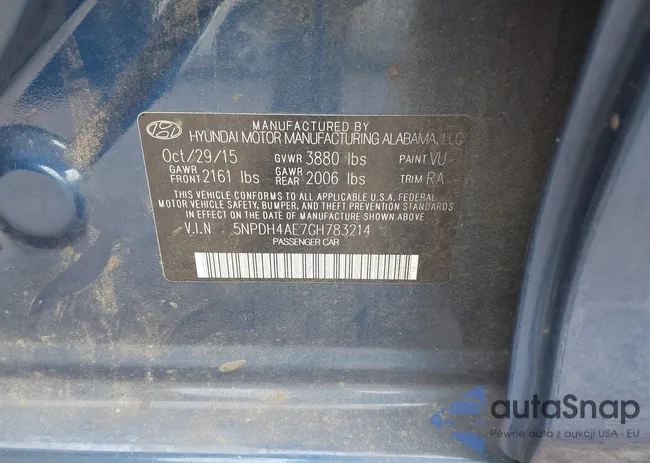 MANUFACTURED BY
HYUNDAI MOTOR MANUFACTURING ALABAMA, LLC
Oct/29/15 GVWR 3880 lbs PAINT VU
GAWR FRONT 2161 lbs GAWR REAR 2006 lbs TRIM RA
THIS VEHICLE CONFORMS TO ALL APPLICABLE U.S.A. FEDERAL
MOTOR VEHICLE SAFETY, BUMPER, AND THEFT PREVENTION STANDARDS
IN EFFECT ON THE DATE OF MANUFACTURE SHOWN ABOVE.
V.I.N 5NPDH4AE7GH783214
PASSENGER CAR
autoSnap
Pewne auta z aukcji USA i EU